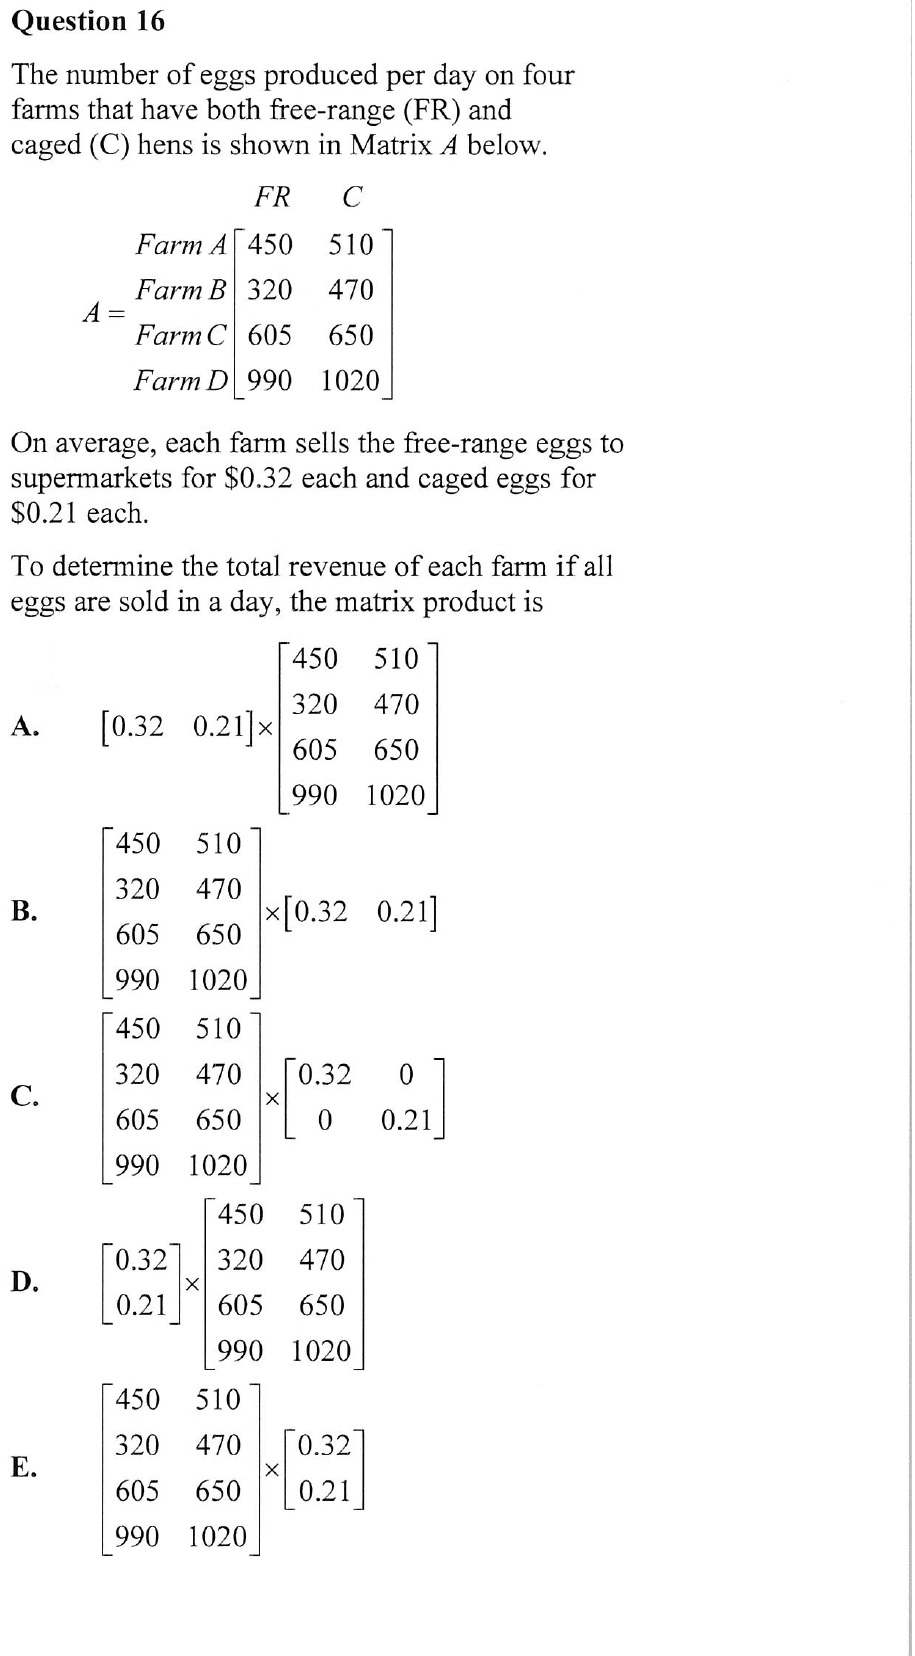 Question 16
The number of eggs produced per day on four
farms that have both free-range (FR) and
caged (C) hens is shown in Matrix A below.
FR C
Farm A 450 510
Farm B 320 470
A =
Farm C 605 650
Farm D 990 1020
On average, each farm sells the free-range eggs to
supermarkets for $0.32 each and caged eggs for
$0.21 each.
To determine the total revenue of each farm if all
eggs are sold in a day, the matrix product is
450 510
320 470
A. [0.32 0.21] ×
605 650
990 1020
450 510
320 470
B. × [0.32 0.21]
605 650
990 1020
450 510
320 470 0.32 0
C. ×
605 650 0 0.21
990 1020
450 510
0.32 320 470
D. ×
0.21 605 650
990 1020
450 510
320 470 0.32
E. ×
605 650 0.21
990 1020